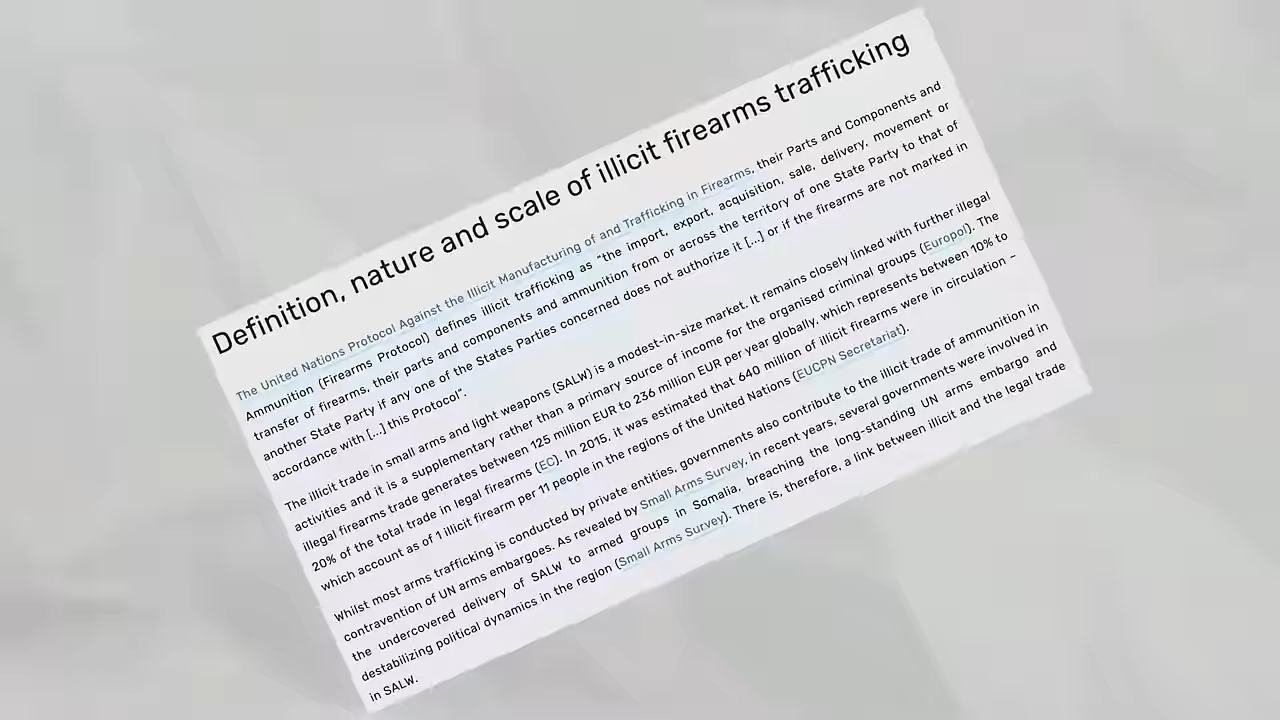 Definition, nature and scale of illicit firearms trafficking
The United Nations Protocol Against the Illicit Manufacturing of and Trafficking in Firearms, their Parts and Components and
Ammunition (Firearms Protocol) defines illicit trafficking as “the import, export, acquisition, sale, delivery, movement or
transfer of firearms, their parts and components and ammunition from or across the territory of one State Party to that of
another State Party if any one of the States Parties concerned does not authorize it [...] or if the firearms are not marked in
accordance with [...] this Protocol”.
The illicit trade in small arms and light weapons (SALW) is a modest-in-size market. It remains closely linked with further illegal
activities and it is a supplementary rather than a primary source of income for the organised criminal groups (Europol). The
illegal firearms trade generates between 125 million EUR to 236 million EUR per year globally, which represents between 10% to
20% of the total trade in legal firearms (EC). In 2015, it was estimated that 640 million of illicit firearms were in circulation –
which account as of 1 illicit firearm per 11 people in the regions of the United Nations (EUCPN Secretariat).
Whilst most arms trafficking is conducted by private entities, governments also contribute to the illicit trade of ammunition in
contravention of UN arms embargoes. As revealed by Small Arms Survey, in recent years, several governments were involved in
the undercovered delivery of SALW to armed groups in Somalia, breaching the long-standing UN arms embargo and
destabilizing political dynamics in the region (Small Arms Survey). There is, therefore, a link between illicit and the legal trade
in SALW.